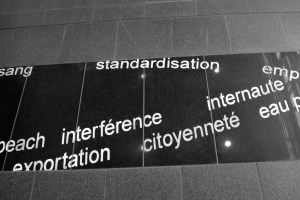 sang standardisation emp
internaute
peach interférence citoyenneté eau p
exportation